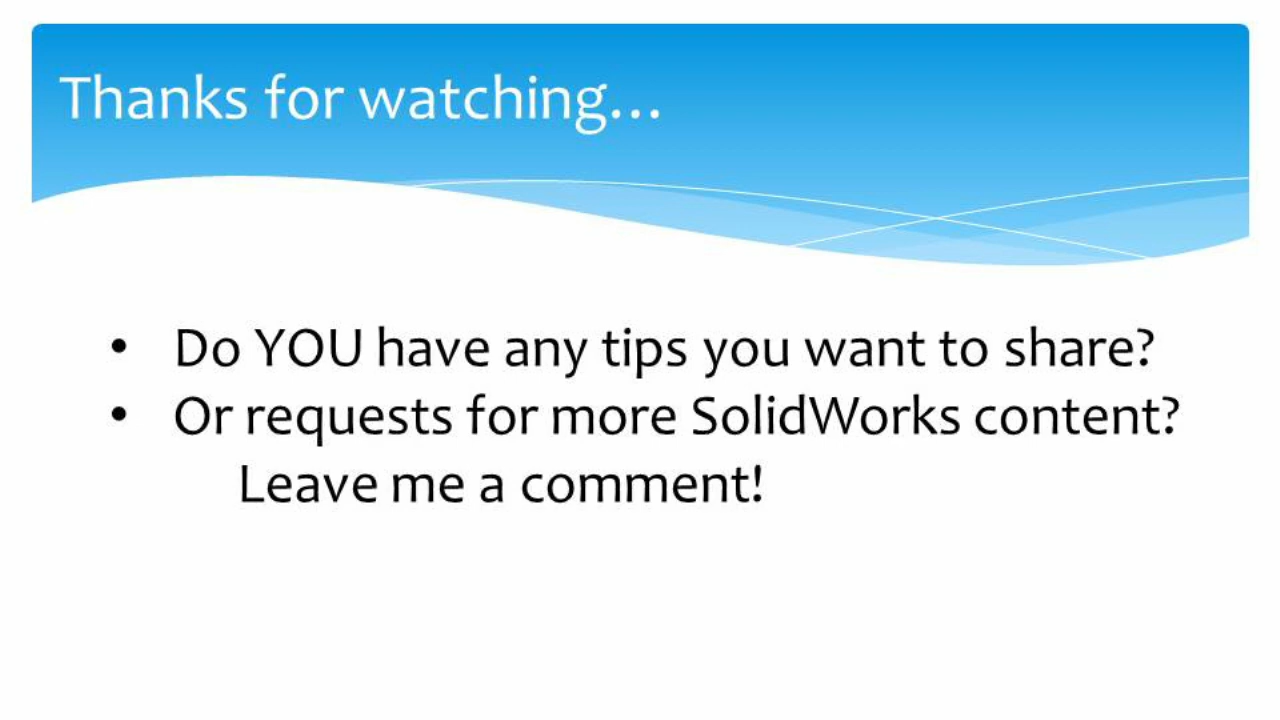 Thanks for watching…
• Do YOU have any tips you want to share?
• Or requests for more SolidWorks content?
Leave me a comment!